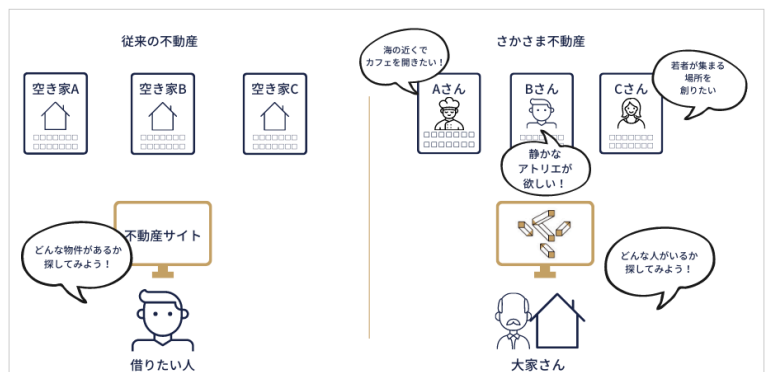 従来の不動産
空き家A
空き家B
空き家C
不動産サイト
どんな物件があるか
探してみよう！
借りたい人
さかさま不動産
海の近くで
カフェを開きたい！
Aさん
Bさん
静かな
アトリエが
欲しい！
Cさん
若者が集まる
場所を
創りたい
どんな人がいるか
探してみよう！
大家さん